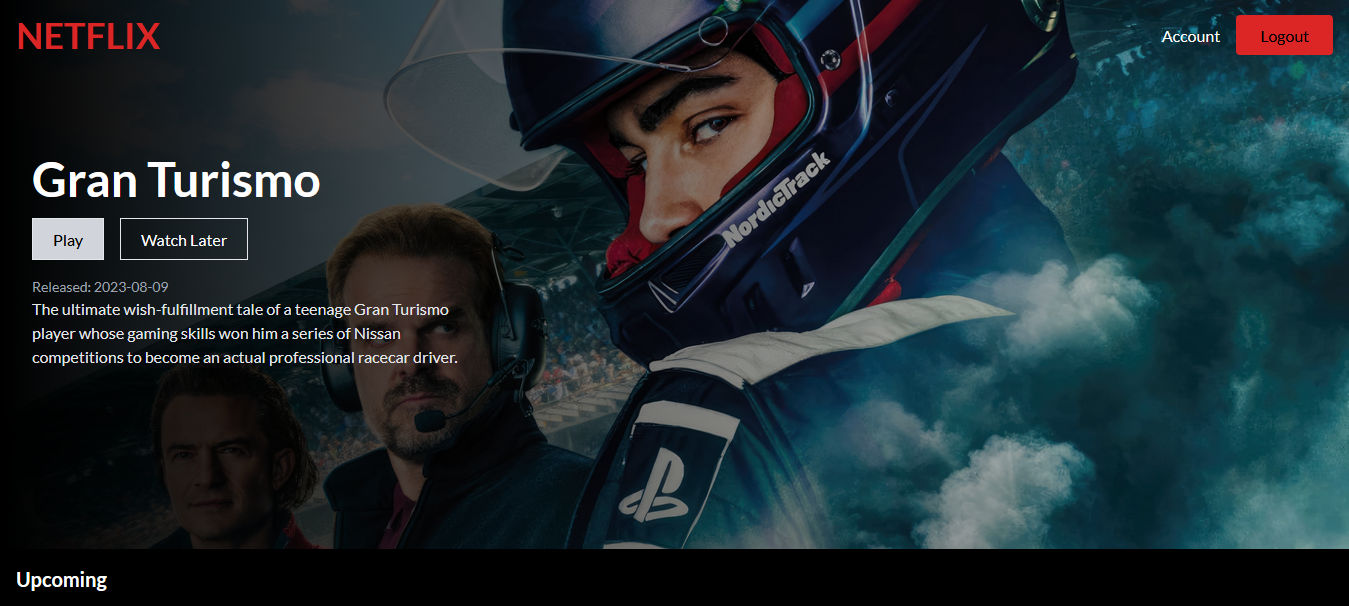 NETFLIX
Account
Logout
Gran Turismo
Play
Watch Later
Released: 2023-08-09
The ultimate wish-fulfillment tale of a teenage Gran Turismo
player whose gaming skills won him a series of Nissan
competitions to become an actual professional racecar driver.
NordicTrack
Upcoming